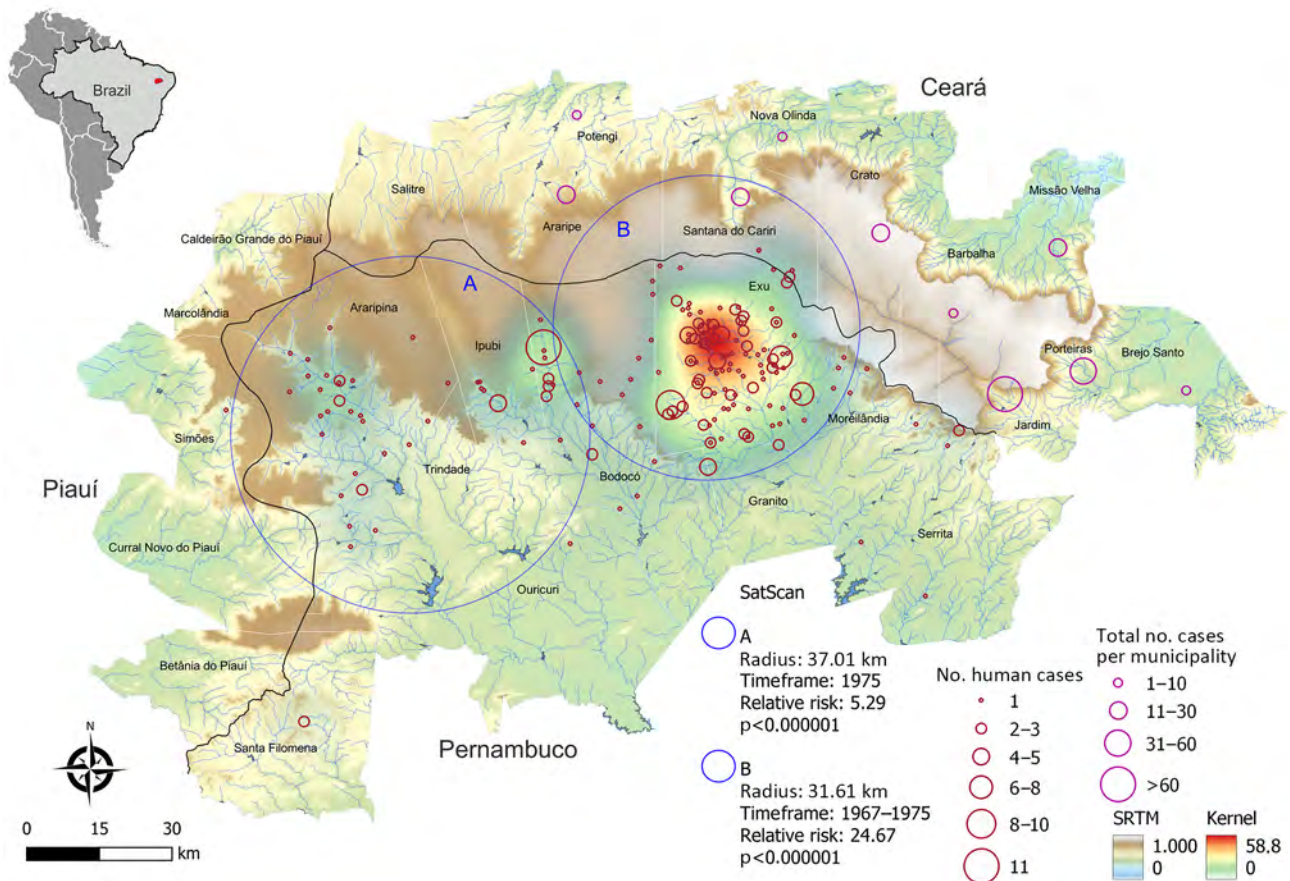 Brazil
Ceará
Nova Olinda
Potengi
Crato
Missão Velha
Salitre
Araripe
B
Santana do Cariri
Caldeirão Grande do Piauí
Barbalha
A
Exu
Araripina
Marcolândia
Ipubi
Porteiras
Brejo Santo
Moreilândia
Jardim
Simões
Trindade
Bodocó
Piauí
Granito
Serrita
Curral Novo do Piauí
Ouricuri
Betânia do Piauí
Santa Filomena
Pernambuco
N
0 15 30
km
SatScan
A
Radius: 37.01 km
Timeframe: 1975
Relative risk: 5.29
p<0.000001
B
Radius: 31.61 km
Timeframe: 1967–1975
Relative risk: 24.67
p<0.000001
No. human cases
1
2–3
4–5
6–8
8–10
11
Total no. cases
per municipality
1–10
11–30
31–60
>60
SRTM
1.000
0
Kernel
58.8
0